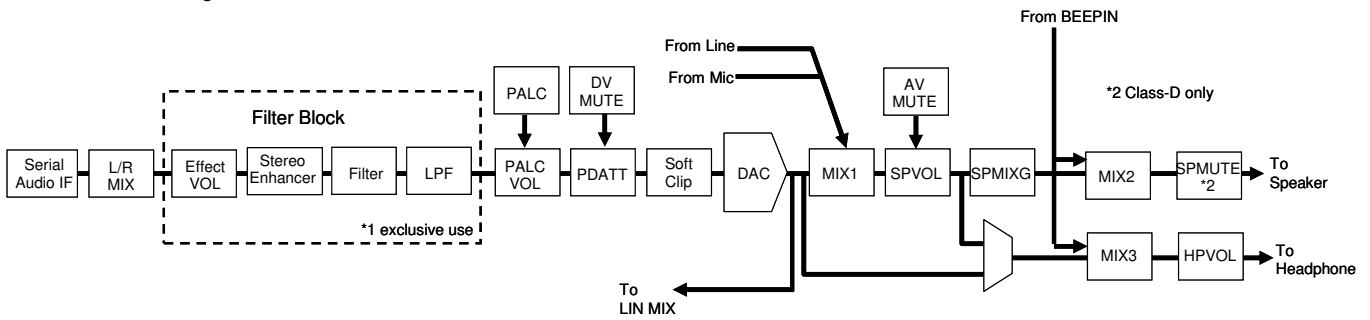 From BEEPIN
From Line
From Mic
*2 Class-D only
PALC
DV
MUTE
AV
MUTE
Filter Block
Serial
Audio IF
L/R
MIX
Effect
VOL
Stereo
Enhancer
Filter
LPF
PALC
VOL
PDATT
Soft
Clip
DAC
MIX1
SPVOL
SPMIXG
MIX2
SPMUTE
*2
To
Speaker
*1 exclusive use
MIX3
HPVOL
To
Headphone
To
LIN MIX